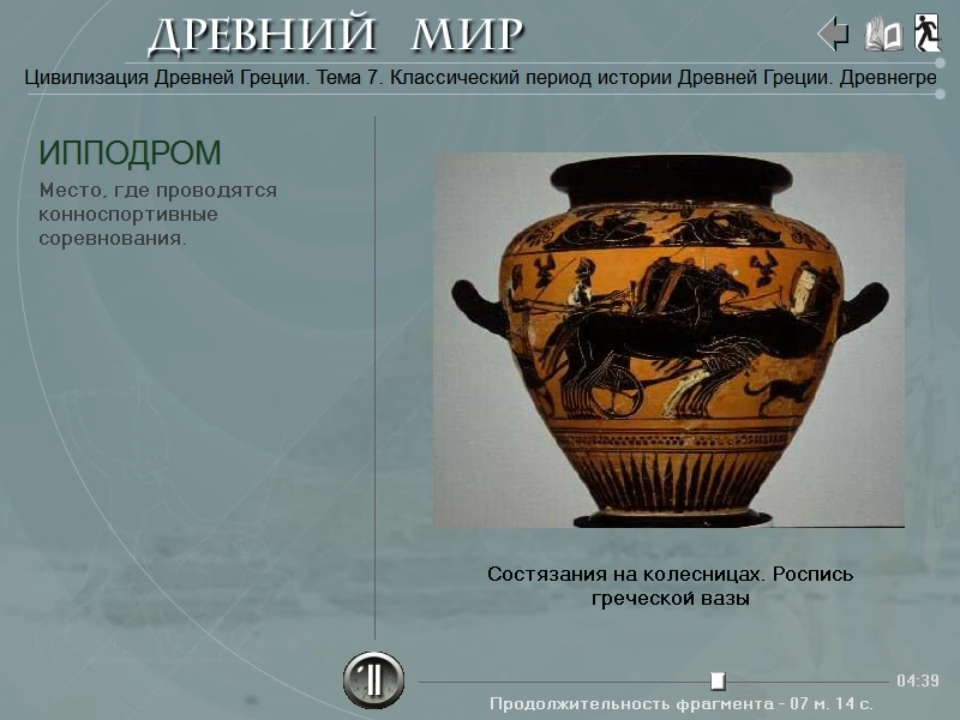 ДРЕВНИЙ МИР
Цивилизация Древней Греции. Тема 7. Классический период истории Древней Греции. Древнегре
ИППОДРОМ
Место, где проводятся
конноспортивные
соревнования.
Состязания на колесницах. Роспись
греческой вазы
04:39
Продолжительность фрагмента - 07 м. 14 с.